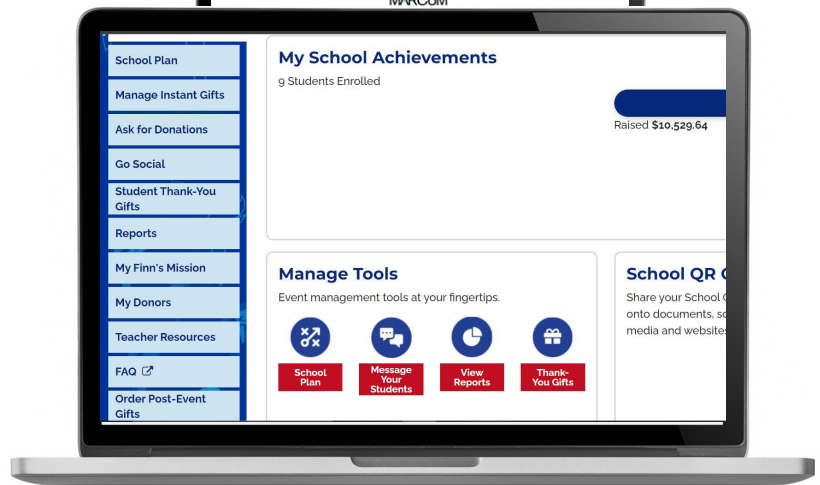 MARCUM
School Plan
Manage Instant Gifts
Ask for Donations
Go Social
Student Thank-You
Gifts
Reports
My Finn's Mission
My Donors
Teacher Resources
FAQ
Order Post-Event
Gifts
My School Achievements
9 Students Enrolled
Raised $10,529.64
Manage Tools
Event management tools at your fingertips.
School
Plan
Message
Your
Students
View
Reports
Thank-
You Gifts
School QR
Share your School
onto documents,
media and websites